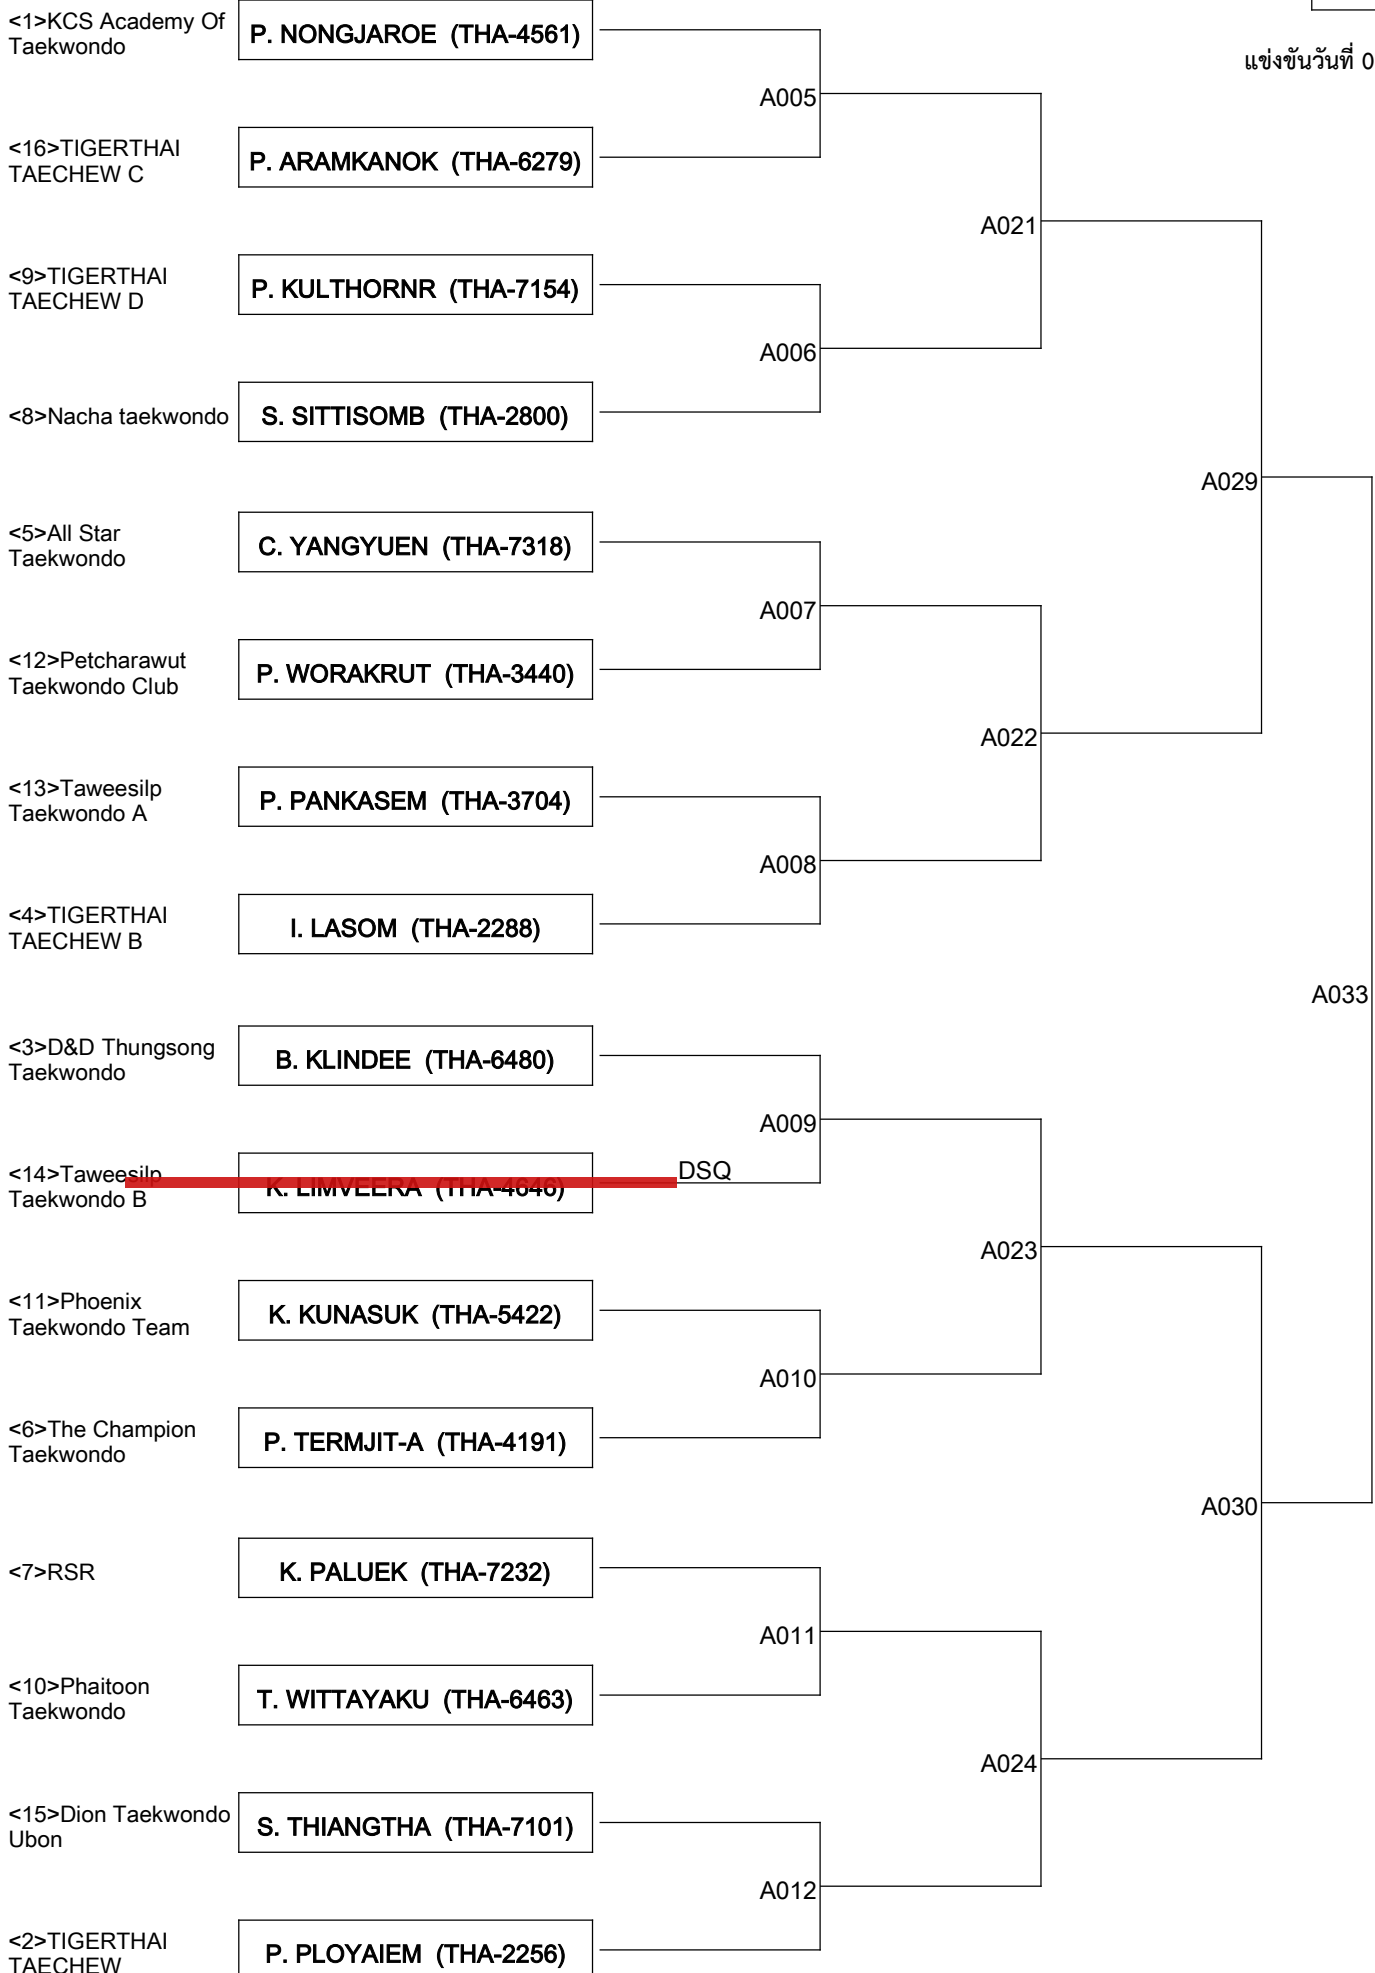 <1>KCS Academy Of
Taekwondo
P. NONGJAROE (THA-4561)
แข่งขันวันที่ 0
A005
<16>TIGERTHAI
TAECHEW C
P. ARAMKANOK (THA-6279)
A021
<9>TIGERTHAI
TAECHEW D
P. KULTHORNR (THA-7154)
A006
<8>Nacha taekwondo
S. SITTISOMB (THA-2800)
A029
<5>All Star
Taekwondo
C. YANGYUEN (THA-7318)
A007
<12>Petcharawut
Taekwondo Club
P. WORAKRUT (THA-3440)
A022
<13>Taweesilp
Taekwondo A
P. PANKASEM (THA-3704)
A008
<4>TIGERTHAI
TAECHEW B
I. LASOM (THA-2288)
A033
<3>D&D Thungsong
Taekwondo
B. KLINDEE (THA-6480)
A009
<14>Taweesilp
Taekwondo B
K. LIMVEERA (THA-4646)
DSQ
A023
<11>Phoenix
Taekwondo Team
K. KUNASUK (THA-5422)
A010
<6>The Champion
Taekwondo
P. TERMJIT-A (THA-4191)
A030
<7>RSR
K. PALUEK (THA-7232)
A011
<10>Phaitoon
Taekwondo
T. WITTAYAKU (THA-6463)
A024
<15>Dion Taekwondo
Ubon
S. THIANGTHA (THA-7101)
A012
<2>TIGERTHAI
TAECHEW
P. PLOYAIEM (THA-2256)